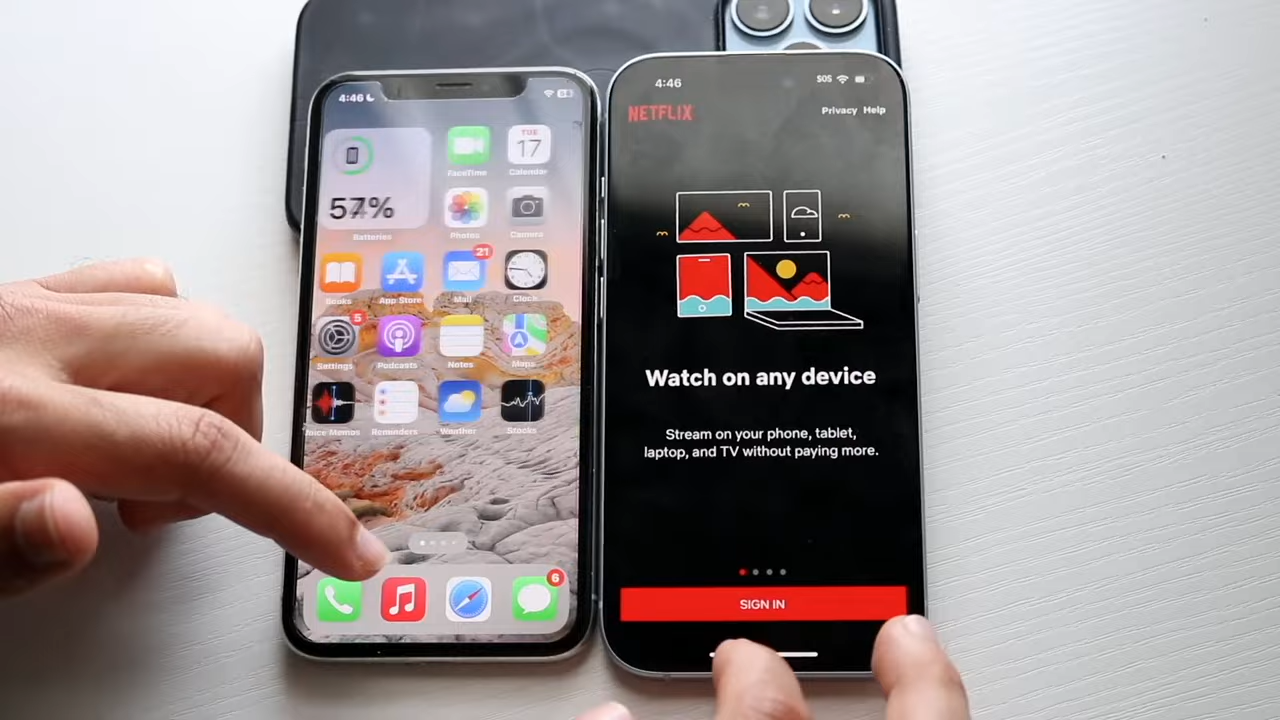 4:46
TUE
17
FaceTime
Calendar
Batteries
Photos
Camera
21
Books
App Store
Mail
Clock
5
Settings
Podcasts
Notes
Maps
Voice Memos
Reminders
Weather
Stocks
6
4:46
SOS
NETFLIX
Privacy Help
Watch on any device
Stream on your phone, tablet,
laptop, and TV without paying more.
SIGN IN